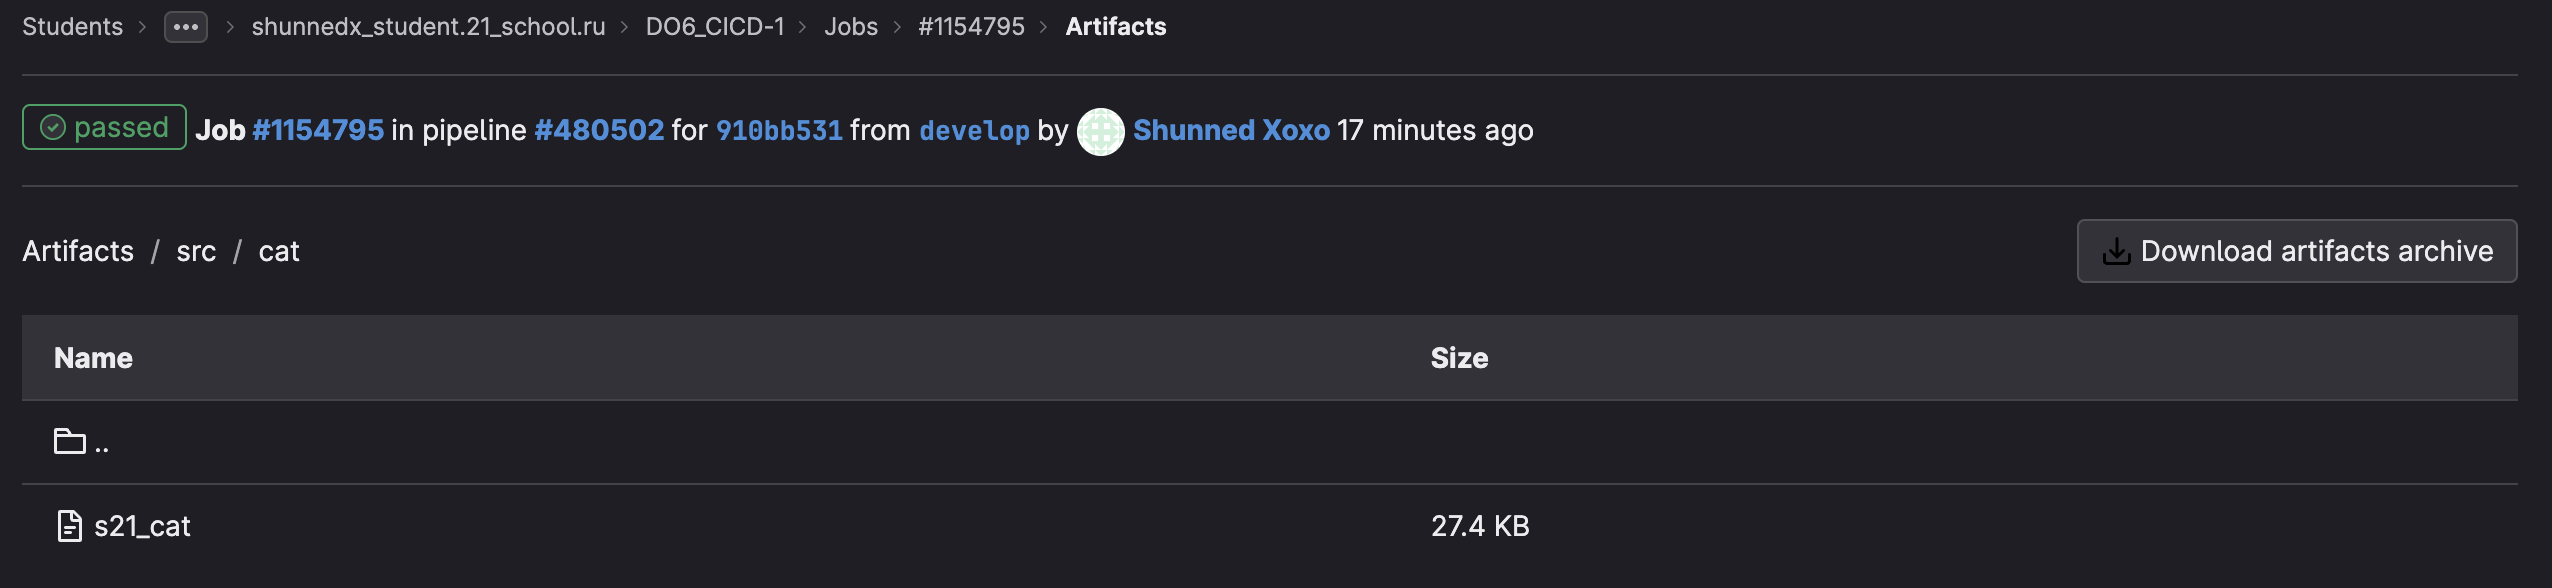 Students > ... > shunnedx_student.21_school.ru > DO6_CICD-1 > Jobs > #1154795 > Artifacts
passed Job #1154795 in pipeline #480502 for 910bb531 from develop by Shunned Xoxo 17 minutes ago
Artifacts / src / cat Download artifacts archive
Name Size
..
s21_cat 27.4 KB